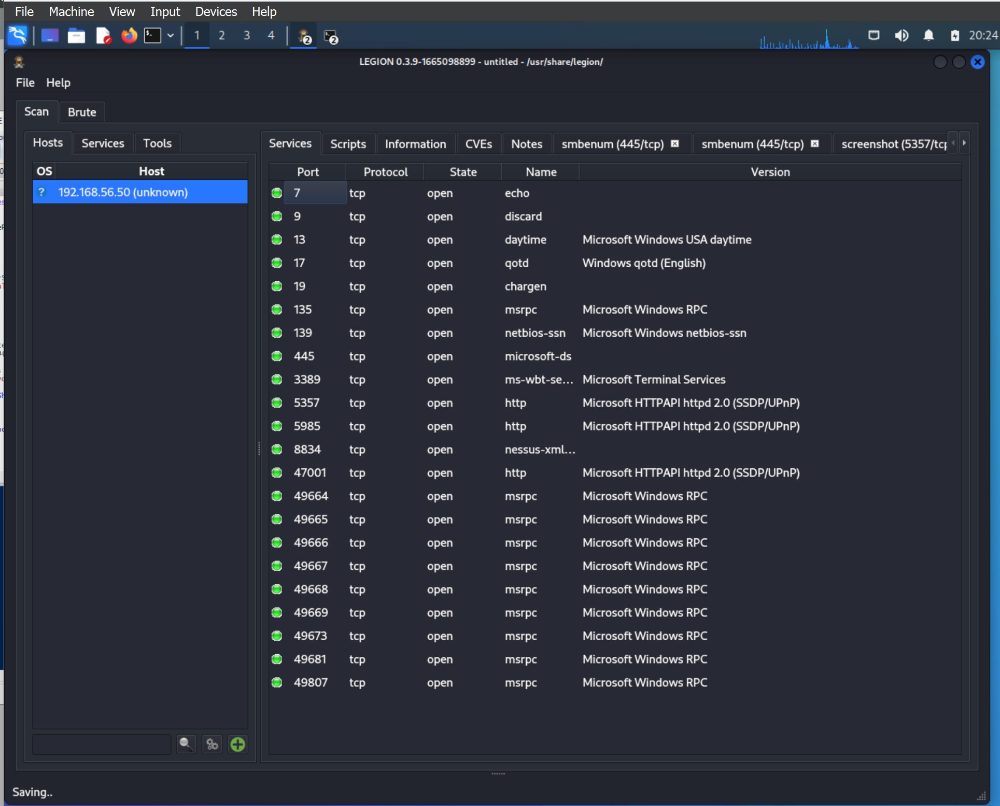 File Machine View Input Devices Help
1 2 3 4 2 2 20:24
LEGION 0.3.9-1665098899 - untitled - /usr/share/legion/
File Help
Scan Brute
Hosts Services Tools
OS Host
? 192.168.56.50 (unknown)
Services Scripts Information CVEs Notes smbenum (445/tcp) smbenum (445/tcp) screenshot (5357/tcp
Port Protocol State Name Version
7 tcp open echo
9 tcp open discard
13 tcp open daytime Microsoft Windows USA daytime
17 tcp open qotd Windows qotd (English)
19 tcp open chargen
135 tcp open msrpc Microsoft Windows RPC
139 tcp open netbios-ssn Microsoft Windows netbios-ssn
445 tcp open microsoft-ds
3389 tcp open ms-wbt-se... Microsoft Terminal Services
5357 tcp open http Microsoft HTTPAPI httpd 2.0 (SSDP/UPnP)
5985 tcp open http Microsoft HTTPAPI httpd 2.0 (SSDP/UPnP)
8834 tcp open nessus-xml...
47001 tcp open http Microsoft HTTPAPI httpd 2.0 (SSDP/UPnP)
49664 tcp open msrpc Microsoft Windows RPC
49665 tcp open msrpc Microsoft Windows RPC
49666 tcp open msrpc Microsoft Windows RPC
49667 tcp open msrpc Microsoft Windows RPC
49668 tcp open msrpc Microsoft Windows RPC
49669 tcp open msrpc Microsoft Windows RPC
49673 tcp open msrpc Microsoft Windows RPC
49681 tcp open msrpc Microsoft Windows RPC
49807 tcp open msrpc Microsoft Windows RPC
Saving..